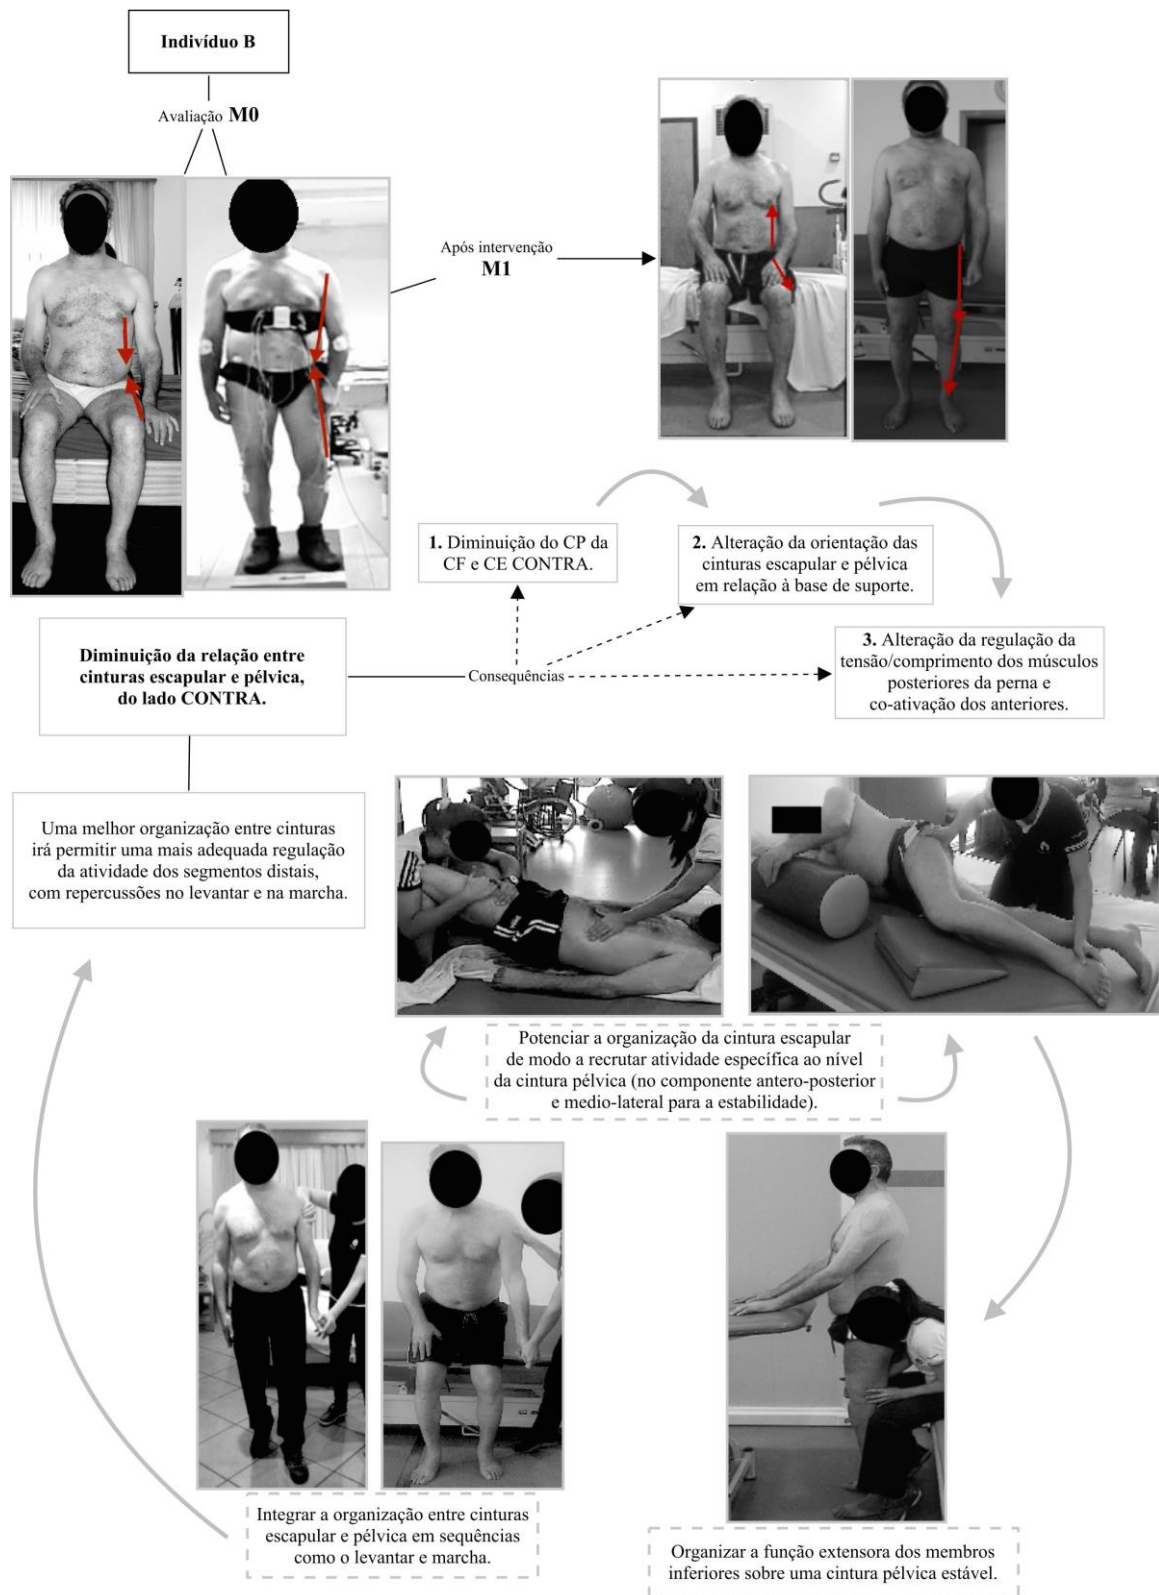 Indivíduo B
Avaliação M0
Após intervenção
M1
1. Diminuição do CP da
CF e CE CONTRA.
2. Alteração da orientação das
cinturas escapular e pélvica
em relação à base de suporte.
3. Alteração da regulação da
tensão/comprimento dos músculos
posteriores da perna e
co-ativação dos anteriores.
Diminuição da relação entre
cinturas escapular e pélvica,
do lado CONTRA.
Consequências
Uma melhor organização entre cinturas
irá permitir uma mais adequada regulação
da atividade dos segmentos distais,
com repercussões no levantar e na marcha.
Potenciar a organização da cintura escapular
de modo a recrutar atividade específica ao nível
da cintura pélvica (no componente antero-posterior
e medio-lateral para a estabilidade).
Integrar a organização entre cinturas
escapular e pélvica em sequências
como o levantar e marcha.
Organizar a função extensora dos membros
inferiores sobre uma cintura pélvica estável.